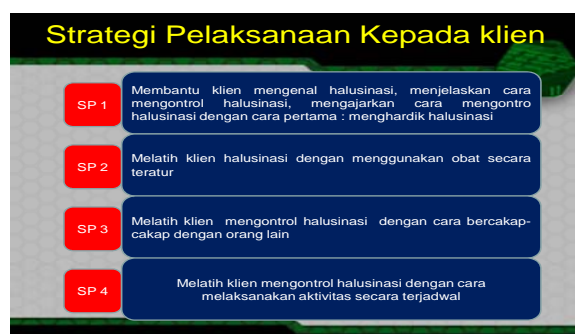 Strategi Pelaksanaan Kepada klien
SP 1
Membantu klien mengenal halusinasi, menjelaskan cara
mengontrol halusinasi, mengajarkan cara mengontro
halusinasi dengan cara pertama : menghardik halusinasi
SP 2
Melatih klien halusinasi dengan menggunakan obat secara
teratur
SP 3
Melatih klien mengontrol halusinasi dengan cara bercakap-
cakap dengan orang lain
SP 4
Melatih klien mengontrol halusinasi dengan cara
melaksanakan aktivitas secara terjadwal